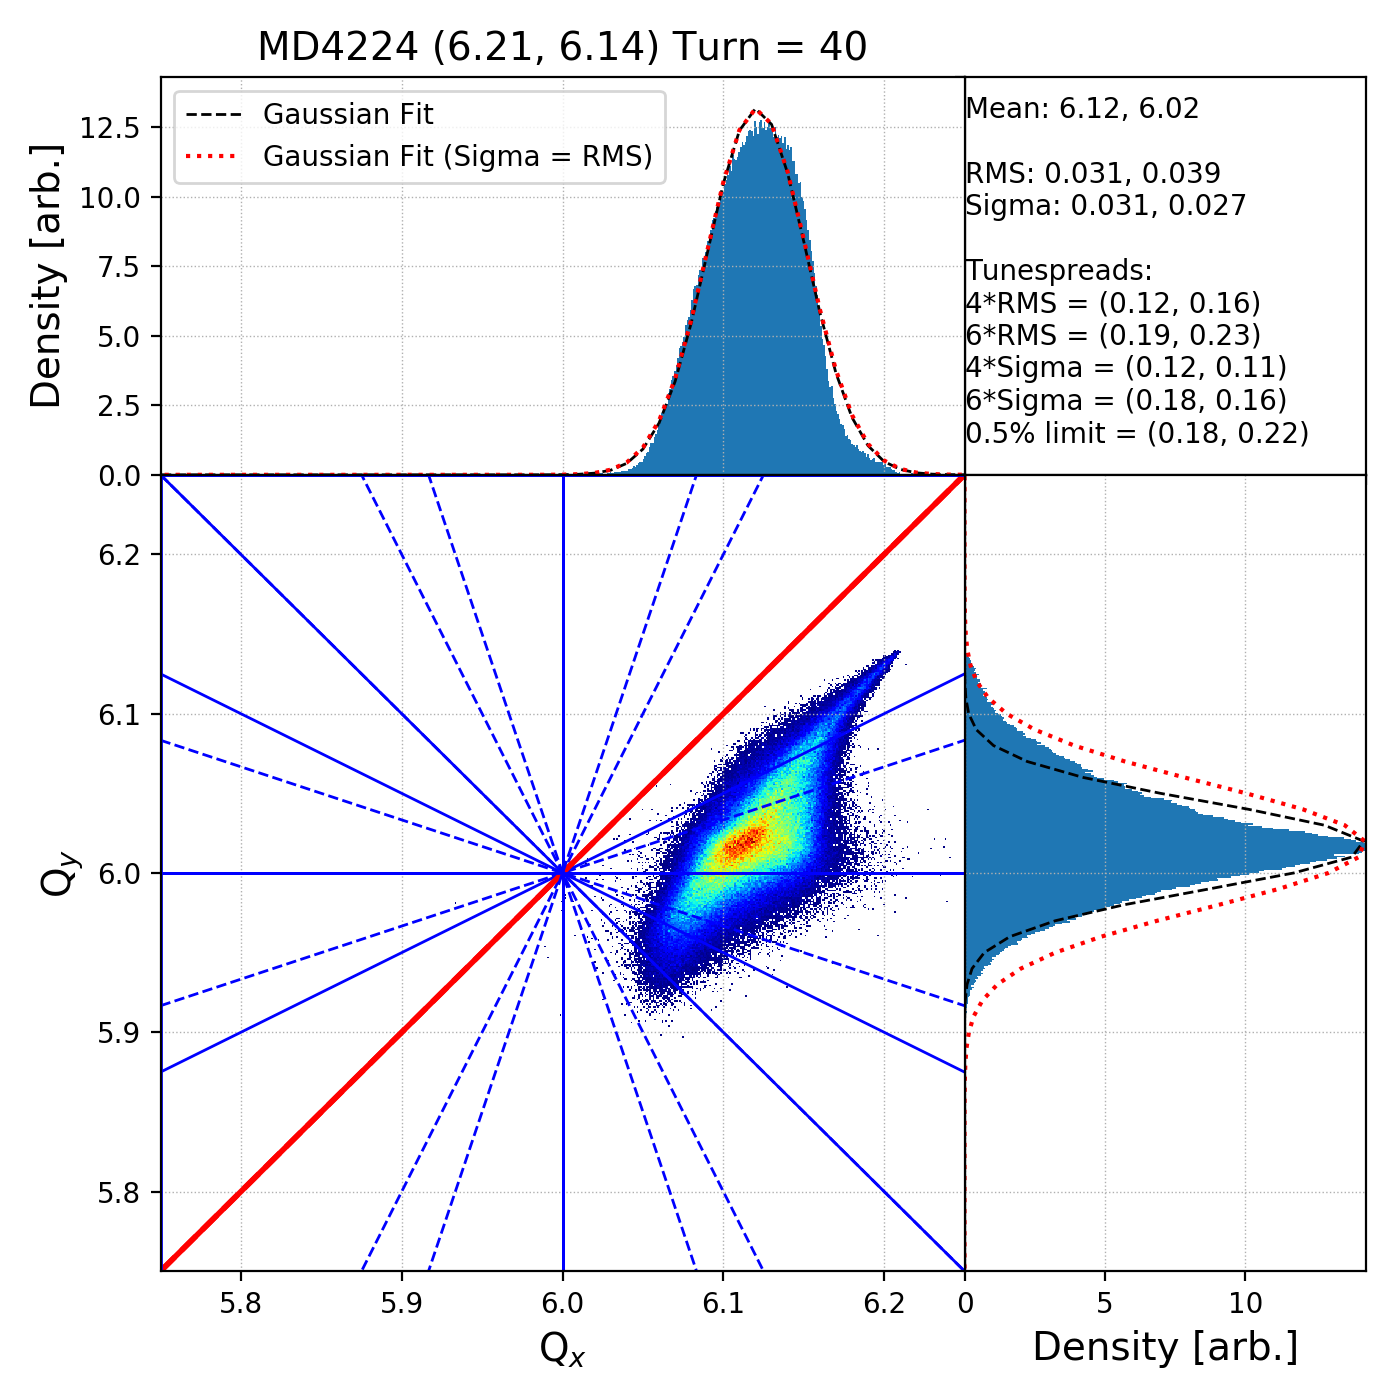 MD4224 (6.21, 6.14) Turn = 40
Gaussian Fit
Gaussian Fit (Sigma = RMS)
Density [arb.]
12.5
10.0
7.5
5.0
2.5
0.0
Mean: 6.12, 6.02
RMS: 0.031, 0.039
Sigma: 0.031, 0.027
Tunespreads:
4*RMS = (0.12, 0.16)
6*RMS = (0.19, 0.23)
4*Sigma = (0.12, 0.11)
6*Sigma = (0.18, 0.16)
0.5% limit = (0.18, 0.22)
Qy
6.2
6.1
6.0
5.9
5.8
5.8 5.9 6.0 6.1 6.2
Qx
0 5 10
Density [arb.]